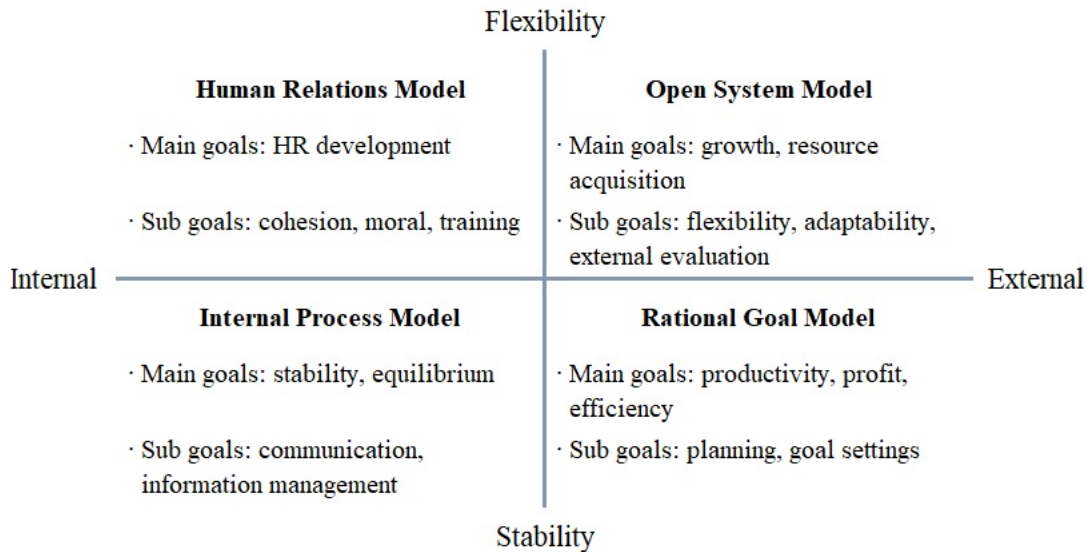 Flexibility
Human Relations Model
· Main goals: HR development
· Sub goals: cohesion, moral, training
Open System Model
· Main goals: growth, resource
acquisition
· Sub goals: flexibility, adaptability,
external evaluation
Internal
External
Internal Process Model
· Main goals: stability, equilibrium
· Sub goals: communication,
information management
Rational Goal Model
· Main goals: productivity, profit,
efficiency
· Sub goals: planning, goal settings
Stability